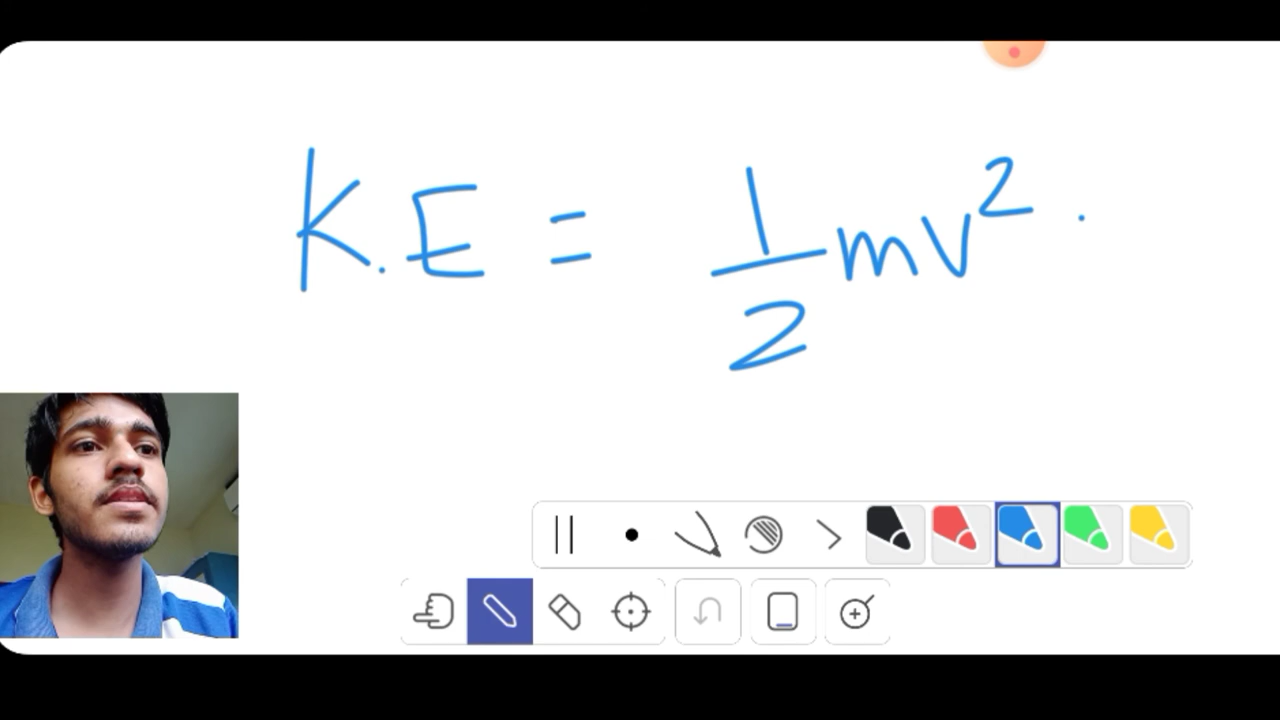 K.E = 1/2 mv² .